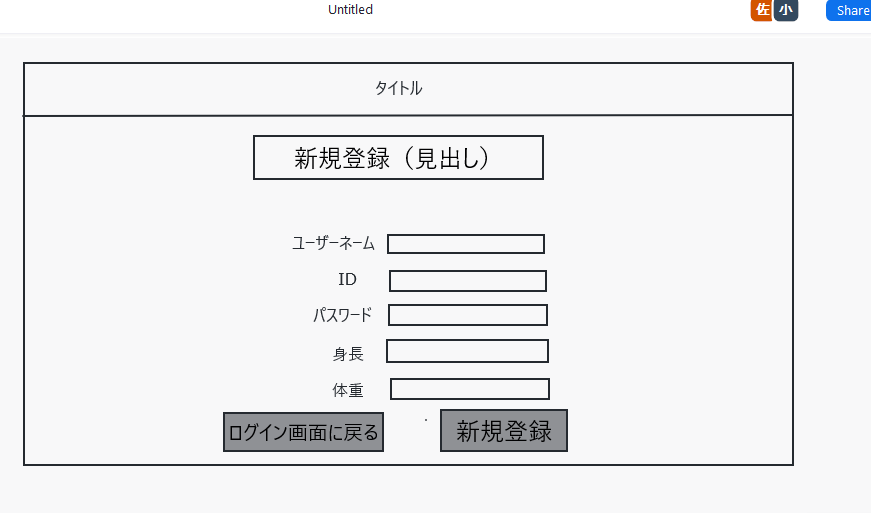 Untitled
佐 小
Share
タイトル
新規登録（見出し）
ユーザーネーム
ID
パスワード
身長
体重
ログイン画面に戻る
新規登録